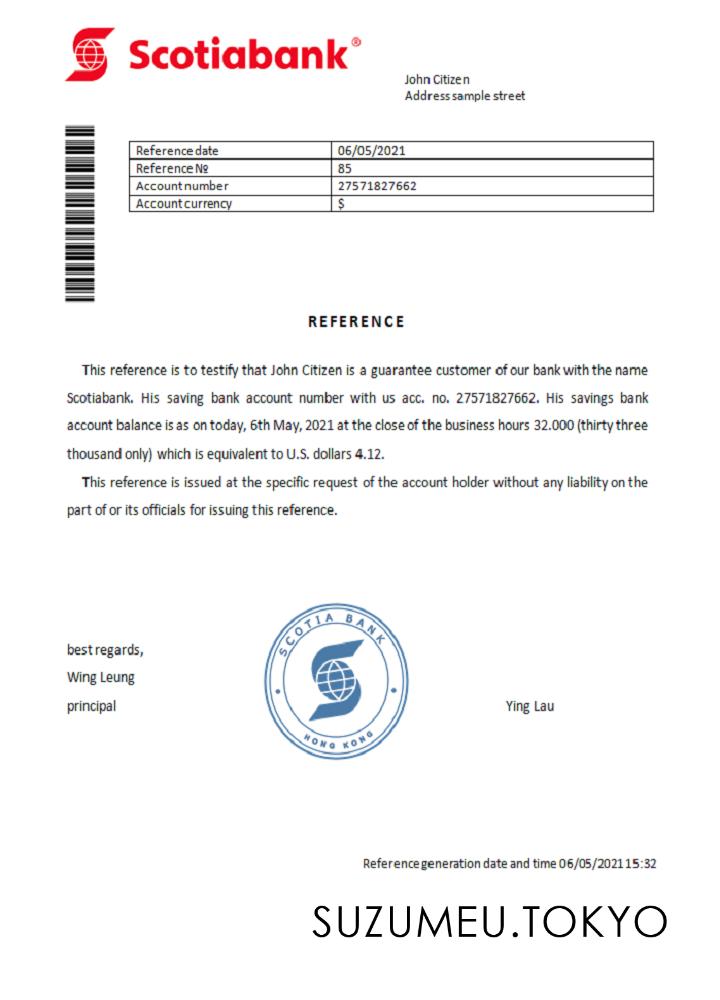 Scotiabank®
John Citizen
Address sample street
Reference date 06/05/2021
Reference № 85
Account number 27571827662
Account currency $
REFERENCE
This reference is to testify that John Citizen is a guarantee customer of our bank with the name
Scotiabank. His saving bank account number with us acc. no. 27571827662. His savings bank
account balance is as on today, 6th May, 2021 at the close of the business hours 32.000 (thirty three
thousand only) which is equivalent to U.S. dollars 4.12.
This reference is issued at the specific request of the account holder without any liability on the
part of or its officials for issuing this reference.
SCOTIA BANK
HONG KONG
best regards,
Wing Leung
principal
Ying Lau
Reference generation date and time 06/05/2021 15:32
SUZUMEU.TOKYO